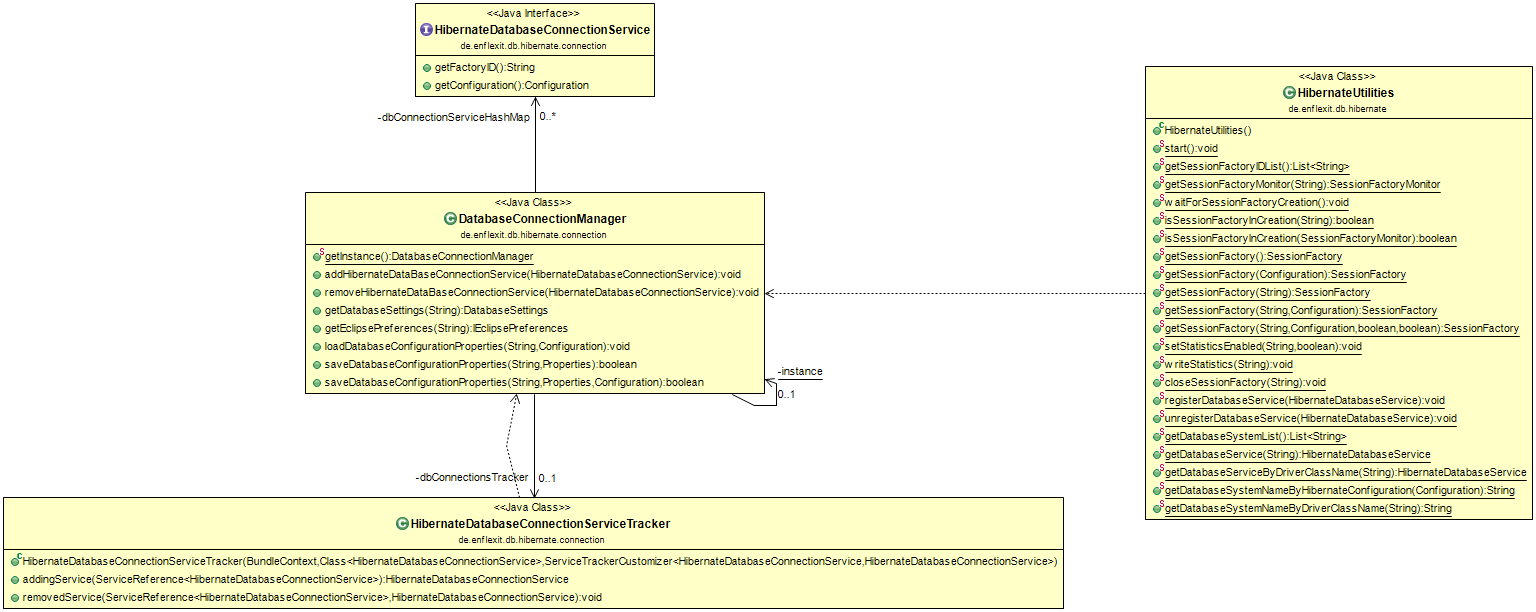 <<Java Interface>>
HibernateDatabaseConnectionService
de.enflexit.db.hibernate.connection
getFactoryID():String
getConfiguration():Configuration
-dbConnectionServiceHashMap
0..*
<<Java Class>>
DatabaseConnectionManager
de.enflexit.db.hibernate.connection
getInstance():DatabaseConnectionManager
addHibernateDataBaseConnectionService(HibernateDatabaseConnectionService):void
removeHibernateDataBaseConnectionService(HibernateDatabaseConnectionService):void
getDatabaseSettings(String):DatabaseSettings
getEclipsePreferences(String):IEclipsePreferences
loadDatabaseConfigurationProperties(String,Configuration):void
saveDatabaseConfigurationProperties(String,Properties):boolean
saveDatabaseConfigurationProperties(String,Properties,Configuration):boolean
-instance
0..1
-dbConnectionsTracker
0..1
<<Java Class>>
HibernateDatabaseConnectionServiceTracker
de.enflexit.db.hibernate.connection
HibernateDatabaseConnectionServiceTracker(BundleContext,Class<HibernateDatabaseConnectionService>,ServiceTrackerCustomizer<HibernateDatabaseConnectionService,HibernateDatabaseConnectionService>)
addingService(ServiceReference<HibernateDatabaseConnectionService>):HibernateDatabaseConnectionService
removedService(ServiceReference<HibernateDatabaseConnectionService>,HibernateDatabaseConnectionService):void
<<Java Class>>
HibernateUtilities
de.enflexit.db.hibernate
HibernateUtilities()
start():void
getSessionFactoryIDList():List<String>
getSessionFactoryMonitor(String):SessionFactoryMonitor
waitForSessionFactoryCreation():void
isSessionFactoryInCreation(String):boolean
isSessionFactoryInCreation(SessionFactoryMonitor):boolean
getSessionFactory():SessionFactory
getSessionFactory(Configuration):SessionFactory
getSessionFactory(String):SessionFactory
getSessionFactory(String,Configuration):SessionFactory
getSessionFactory(String,Configuration,boolean,boolean):SessionFactory
setStatisticsEnabled(String,boolean):void
writeStatistics(String):void
closeSessionFactory(String):void
registerDatabaseService(HibernateDatabaseService):void
unregisterDatabaseService(HibernateDatabaseService):void
getDatabaseSystemList():List<String>
getDatabaseService(String):HibernateDatabaseService
getDatabaseServiceByDriverClassName(String):HibernateDatabaseService
getDatabaseSystemNameByHibernateConfiguration(Configuration):String
getDatabaseSystemNameByDriverClassName(String):String